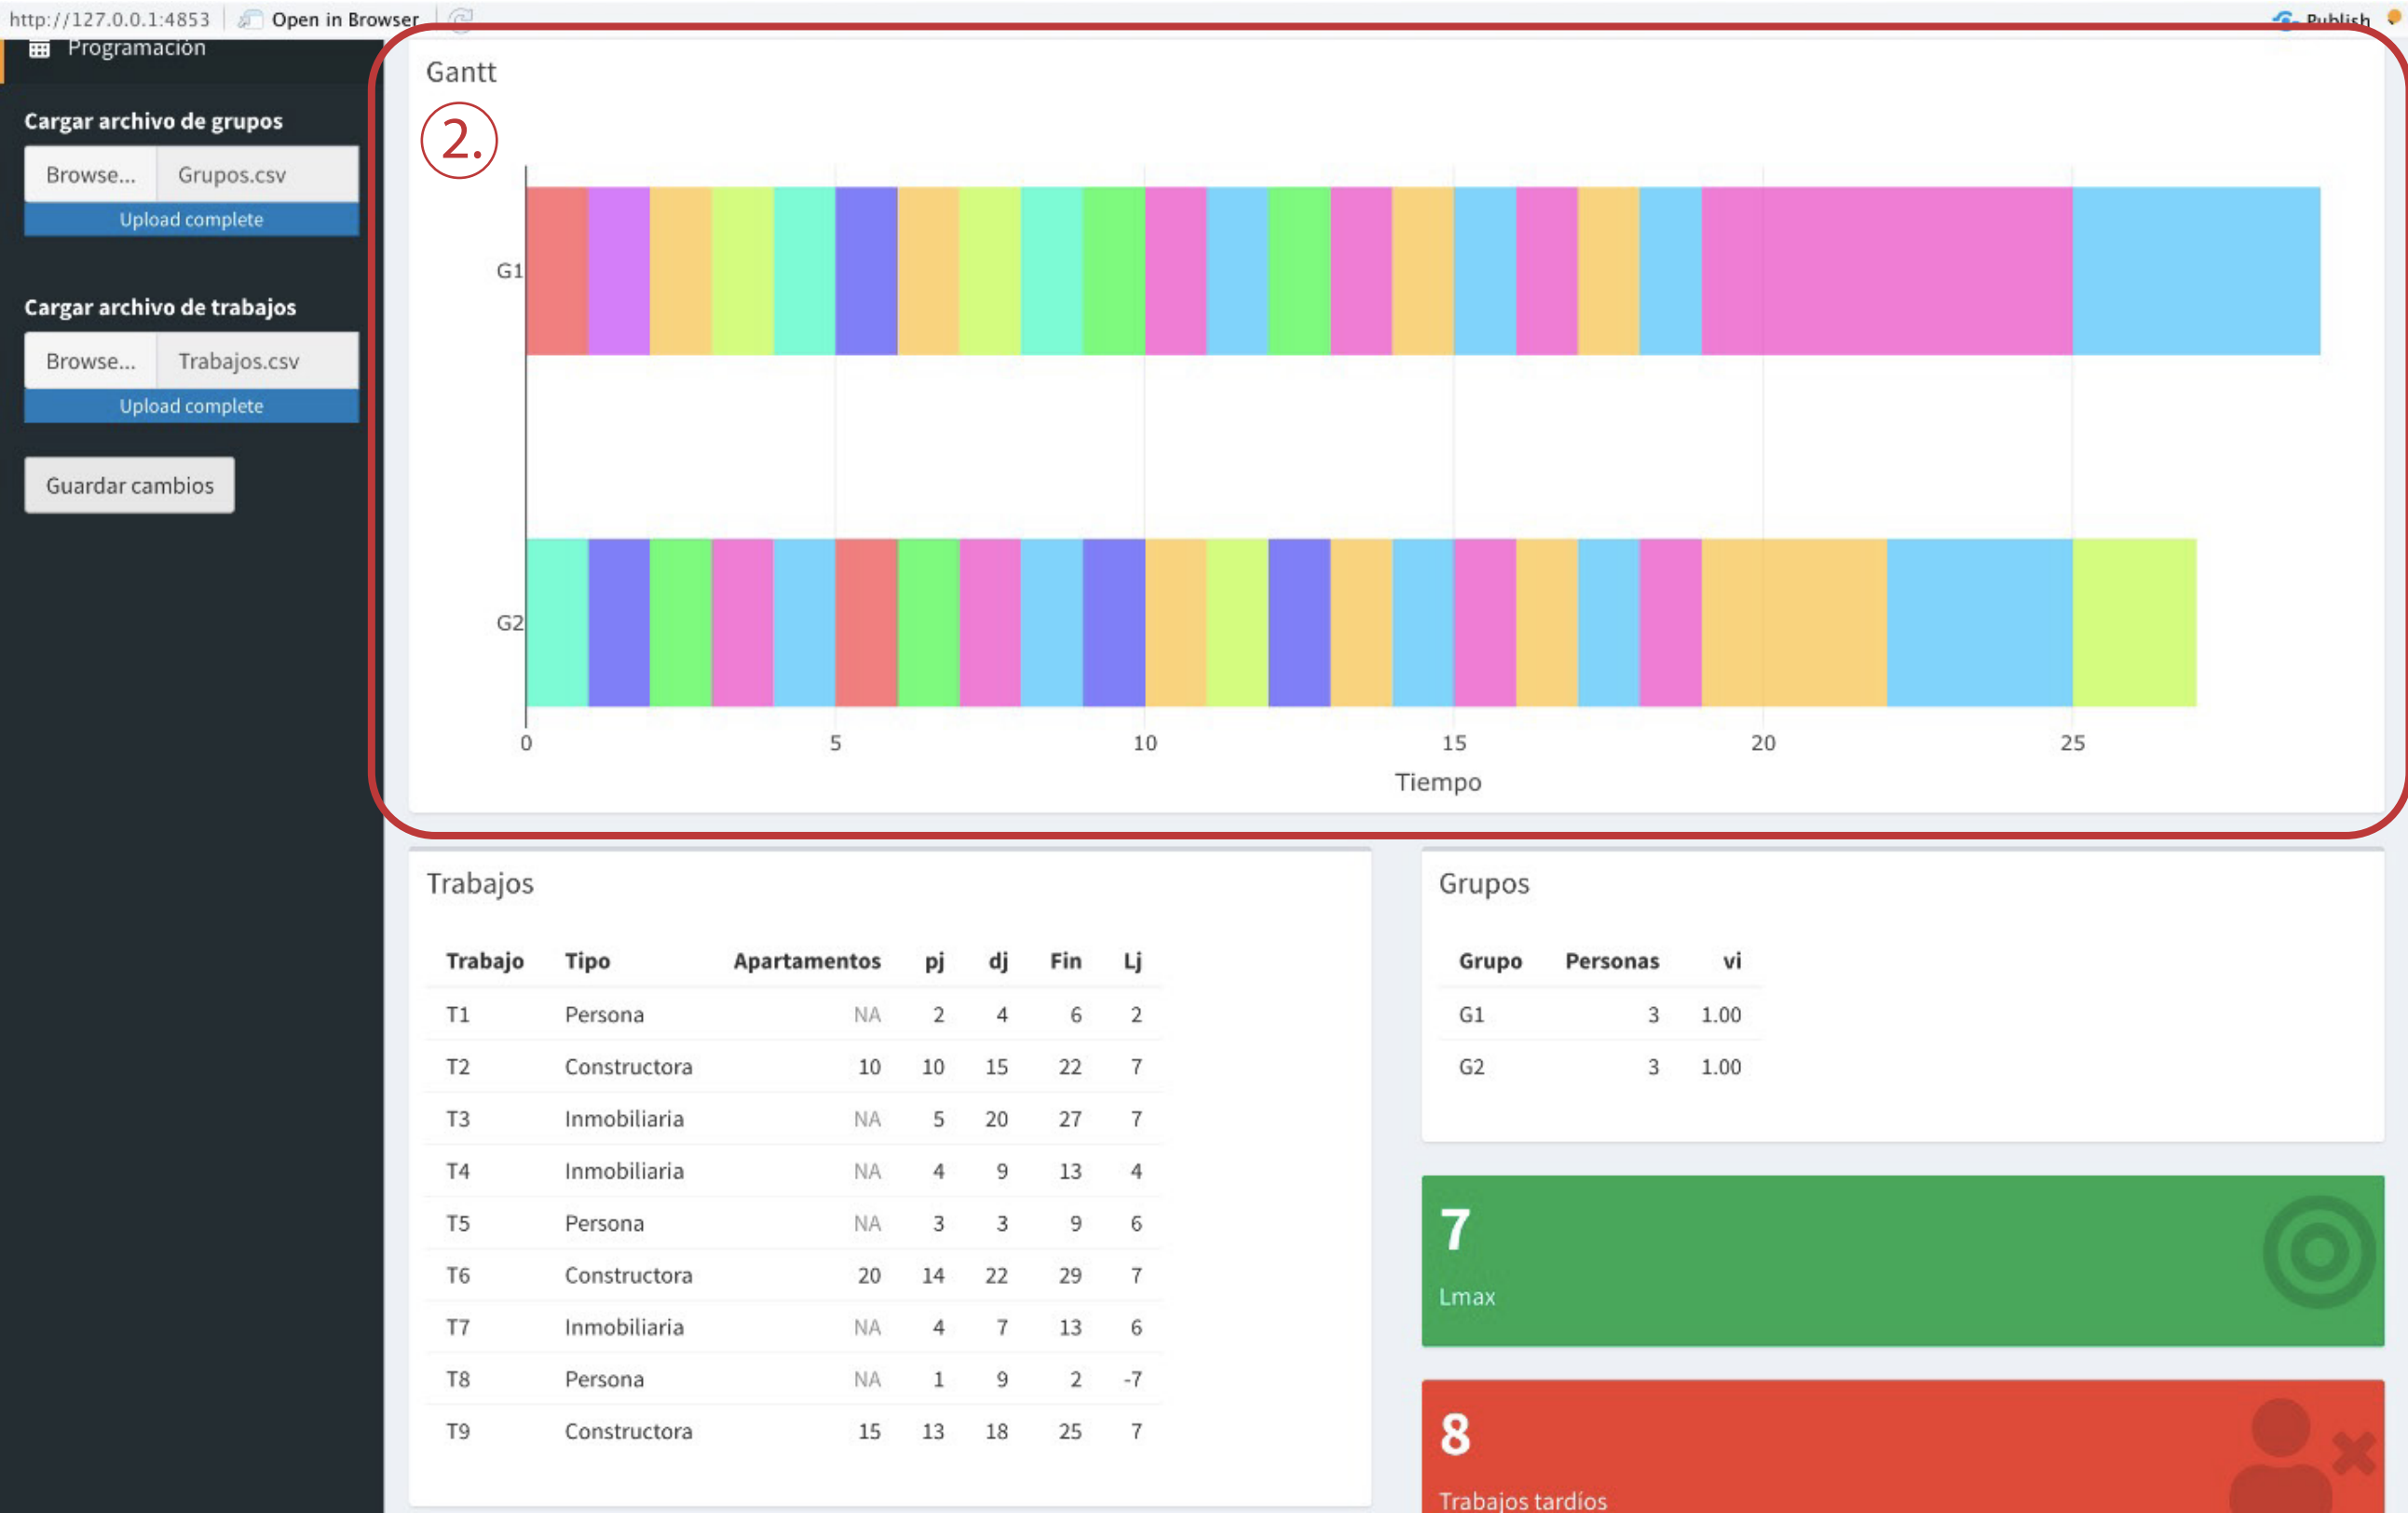 http://127.0.0.1:4853 Open in Browser Publish
Programación
Cargar archivo de grupos
Browse... Grupos.csv
Upload complete
Cargar archivo de trabajos
Browse... Trabajos.csv
Upload complete
Guardar cambios
Gantt
2.
G1
G2
0 5 10 15 20 25
Tiempo
Trabajos
Trabajo Tipo Apartamentos pj dj Fin Lj
T1 Persona NA 2 4 6 2
T2 Constructora 10 10 15 22 7
T3 Inmobiliaria NA 5 20 27 7
T4 Inmobiliaria NA 4 9 13 4
T5 Persona NA 3 3 9 6
T6 Constructora 20 14 22 29 7
T7 Inmobiliaria NA 4 7 13 6
T8 Persona NA 1 9 2 -7
T9 Constructora 15 13 18 25 7
Grupos
Grupo Personas vi
G1 3 1.00
G2 3 1.00
7
Lmax
8
Trabajos tardíos